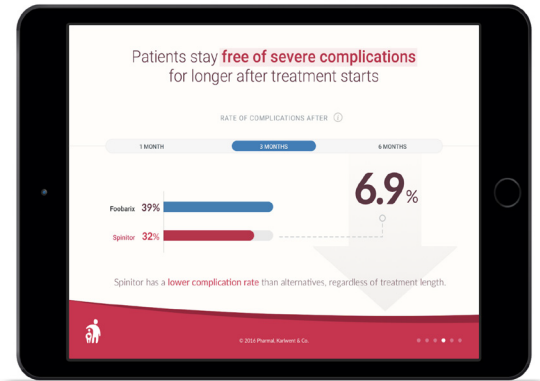 Patients stay free of severe complications
for longer after treatment starts
RATE OF COMPLICATIONS AFTER
1 MONTH
3 MONTHS
6 MONTHS
Foobarix 39%
Spinitor 32%
6.9%
Spinitor has a lower complication rate than alternatives, regardless of treatment length.
© 2016 Pharmal, Karlwere & Co.